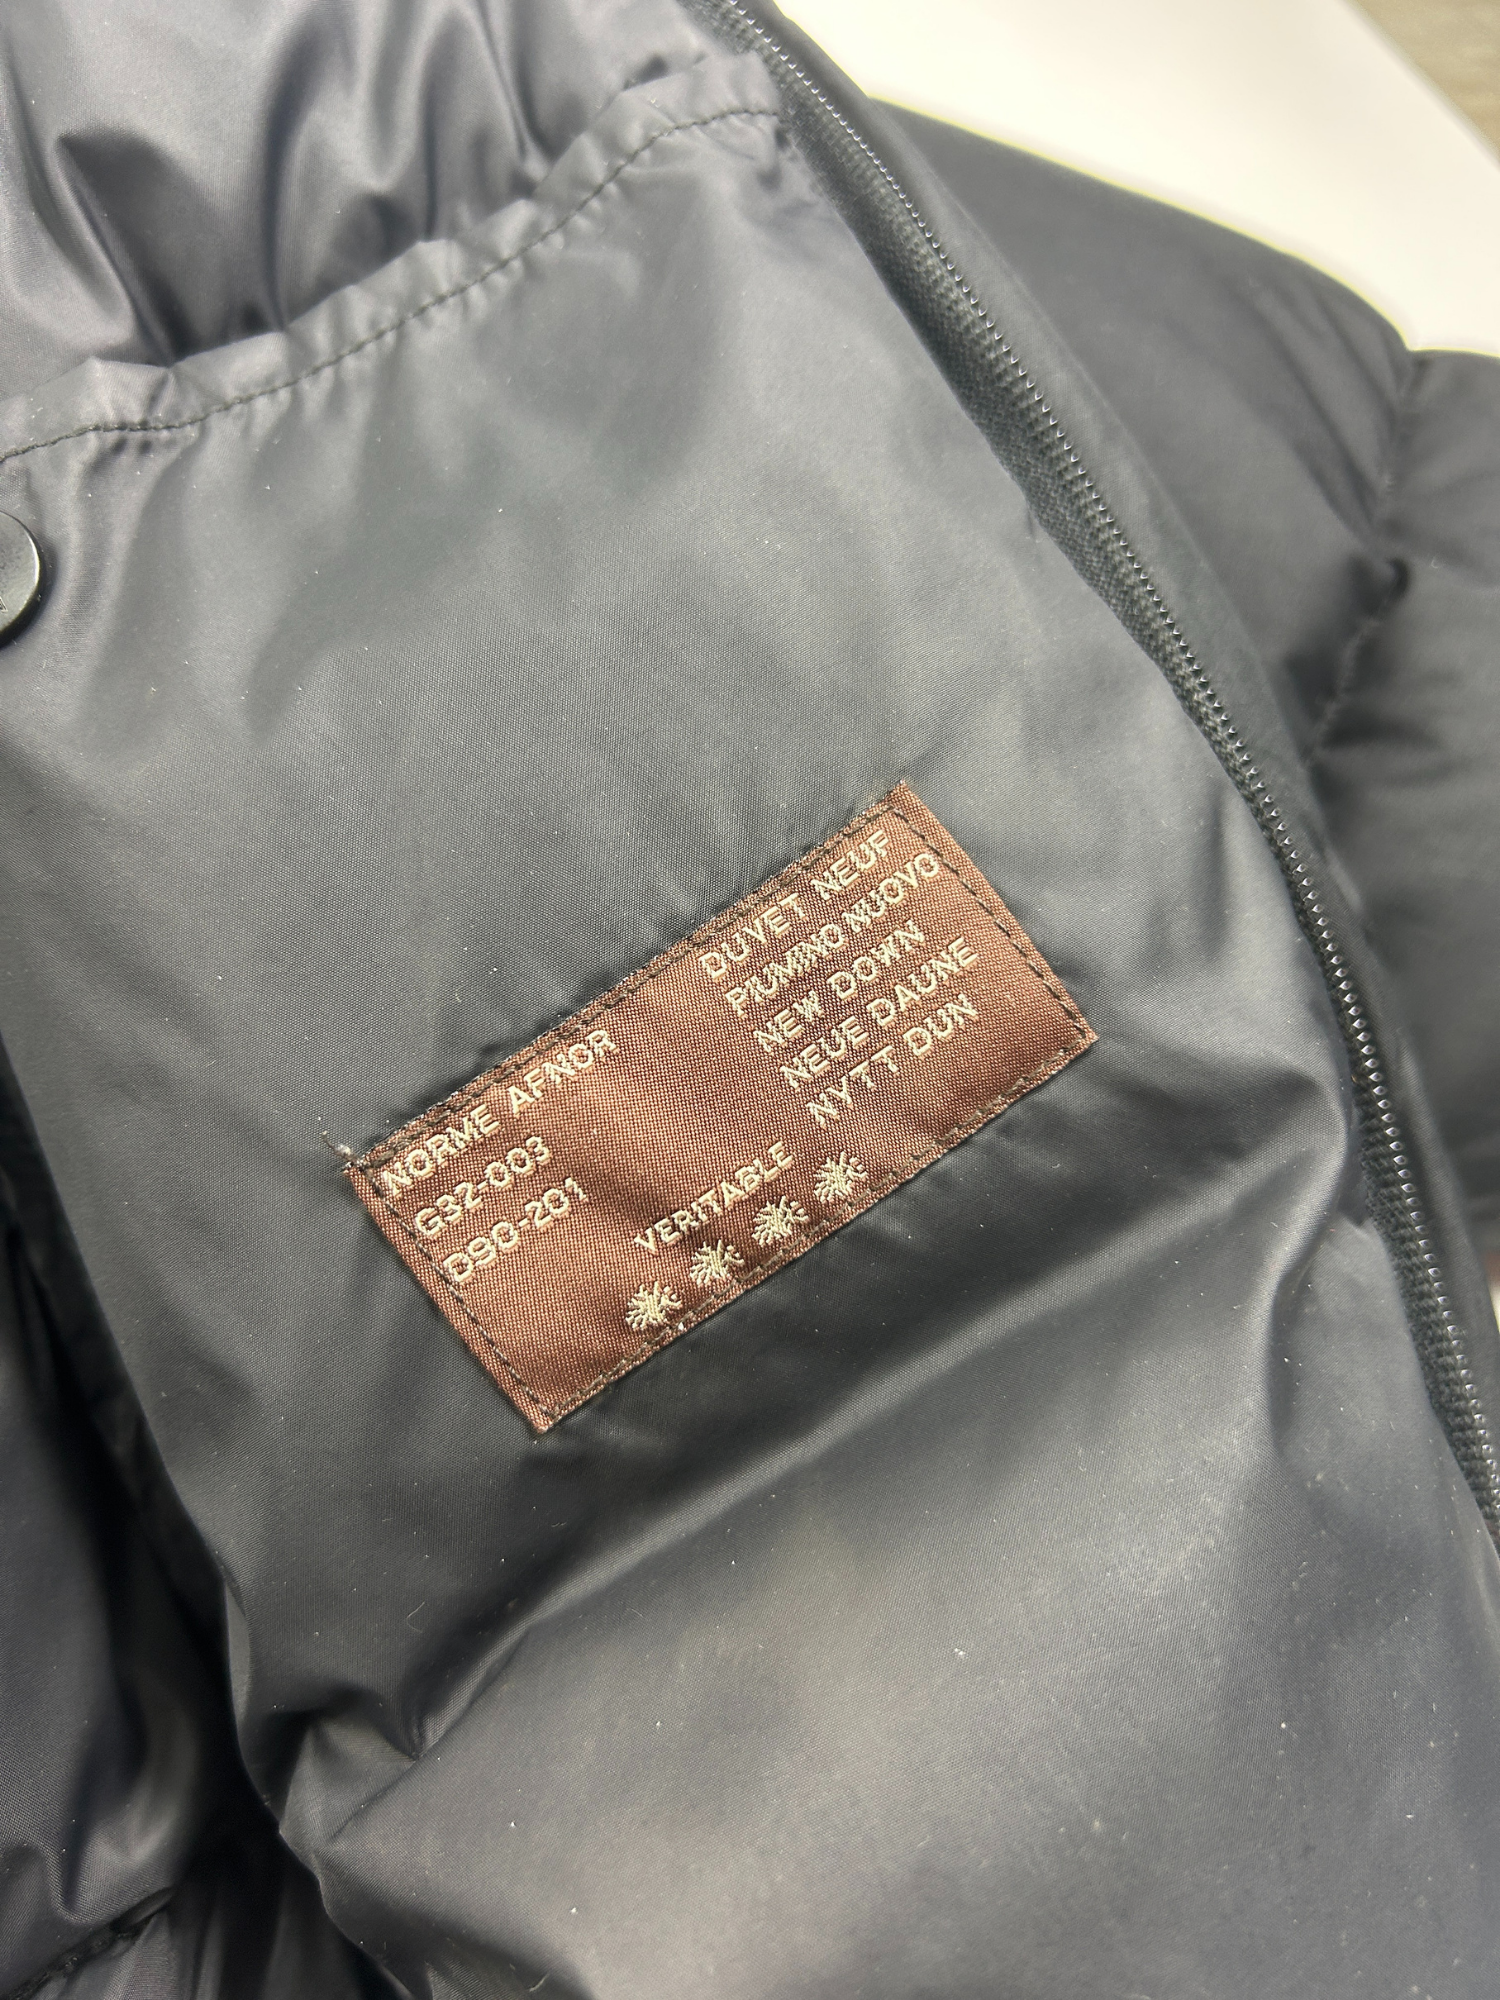 NORME AFNOR
G32-003
D90-201
DUVET NEUF
PIUMINO NUOVO
NEW DOWN
NEUE DAUNE
NYTT DUN
VERITABLE